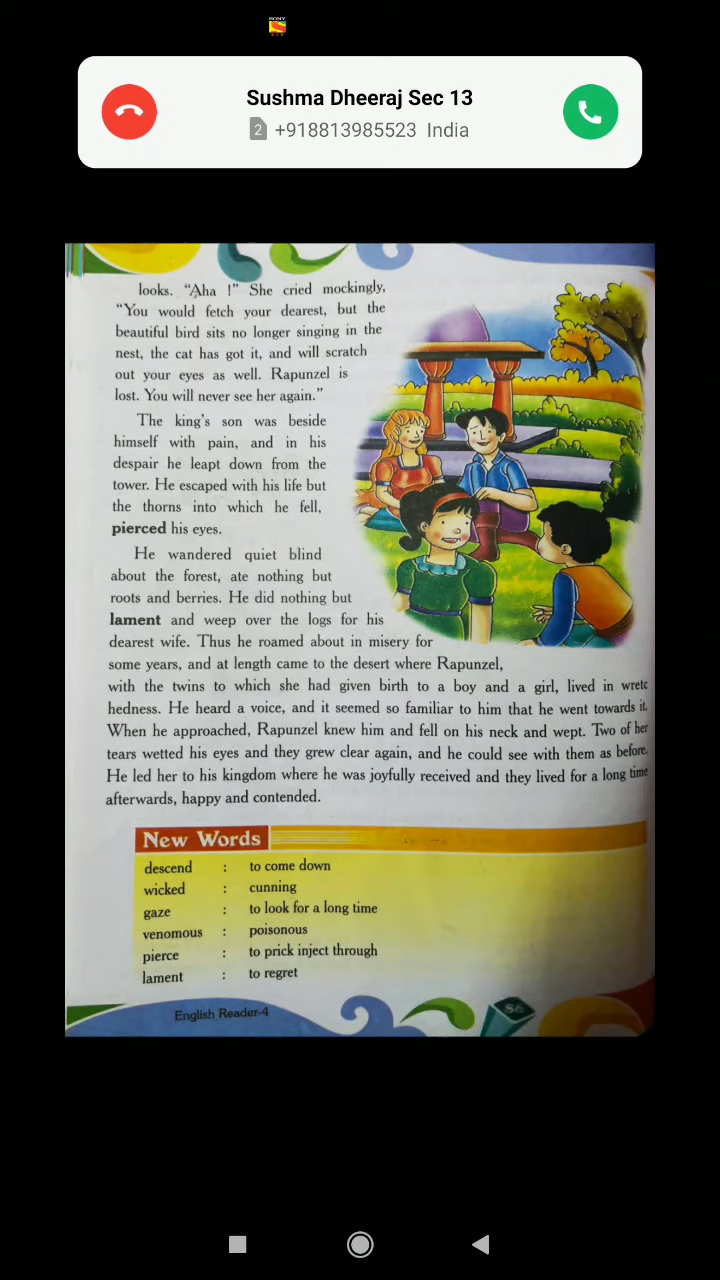 SONY
Sushma Dheeraj Sec 13
2 +918813985523 India
looks. "Aha !" She cried mockingly,
"You would fetch your dearest, but the
beautiful bird sits no longer singing in the
nest, the cat has got it, and will scratch
out your eyes as well. Rapunzel is
lost. You will never see her again."
The king's son was beside
himself with pain, and in his
despair he leapt down from the
tower. He escaped with his life but
the thorns into which he fell,
pierced his eyes.
He wandered quiet blind
about the forest, ate nothing but
roots and berries. He did nothing but
lament and weep over the logs for his
dearest wife. Thus he roamed about in misery for
some years, and at length came to the desert where Rapunzel,
with the twins to which she had given birth to a boy and a girl, lived in wretc
hedness. He heard a voice, and it seemed so familiar to him that he went towards it.
When he approached, Rapunzel knew him and fell on his neck and wept. Two of her
tears wetted his eyes and they grew clear again, and he could see with them as before.
He led her to his kingdom where he was joyfully received and they lived for a long time
afterwards, happy and contended.
New Words
descend : to come down
wicked : cunning
gaze : to look for a long time
venomous : poisonous
pierce : to prick inject through
lament : to regret
English Reader-4
86